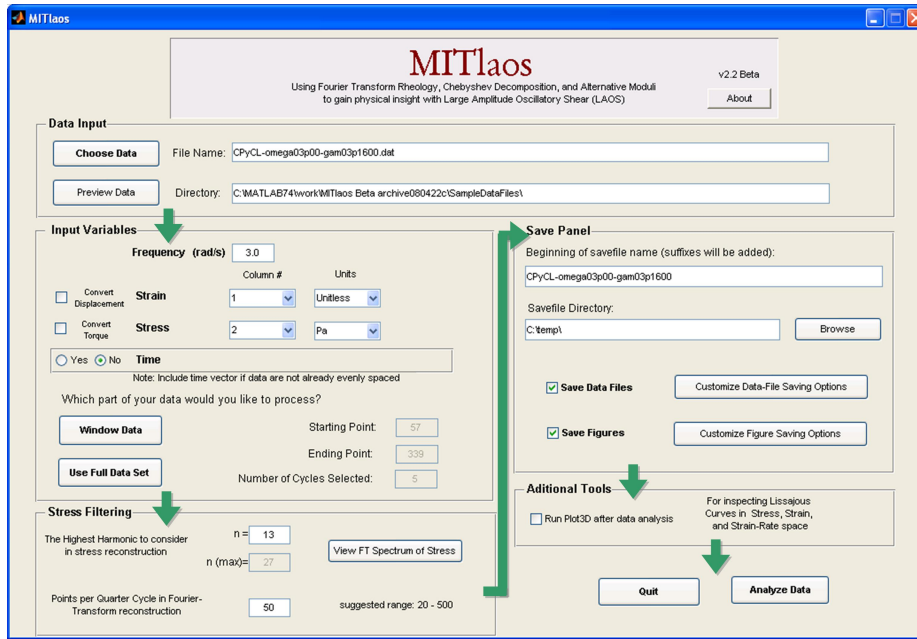 MITlaos
MITlaos
Using Fourier Transform Rheology, Chebyshev Decomposition, and Alternative Moduli
to gain physical insight with Large Amplitude Oscillatory Shear (LAOS)
v2.2 Beta
About
Data Input
Choose Data
File Name:
CPyCL-omega03p00-gam03p1600.dat
Preview Data
Directory:
C:\MATLAB74\work\MITlaos Beta archive080422c\SampleDataFiles\
Input Variables
Frequency (rad/s)
3.0
Column #
Units
Convert
Displacement
Strain
1
Unitless
Convert
Torque
Stress
2
Pa
Yes
No
Time
Note: Include time vector if data are not already evenly spaced
Which part of your data would you like to process?
Window Data
Use Full Data Set
Starting Point:
57
Ending Point:
339
Number of Cycles Selected:
5
Stress Filtering
The Highest Harmonic to consider
in stress reconstruction
n =
13
n (max)=
27
View FT Spectrum of Stress
Points per Quarter Cycle in Fourier-
Transform reconstruction
50
suggested range: 20 - 500
Save Panel
Beginning of savefile name (suffixes will be added):
CPyCL-omega03p00-gam03p1600
Savefile Directory:
C:\temp\
Browse
Save Data Files
Customize Data-File Saving Options
Save Figures
Customize Figure Saving Options
Aditional Tools
Run Plot3D after data analysis
For inspecting Lissajous
Curves in Stress, Strain,
and Strain-Rate space
Quit
Analyze Data